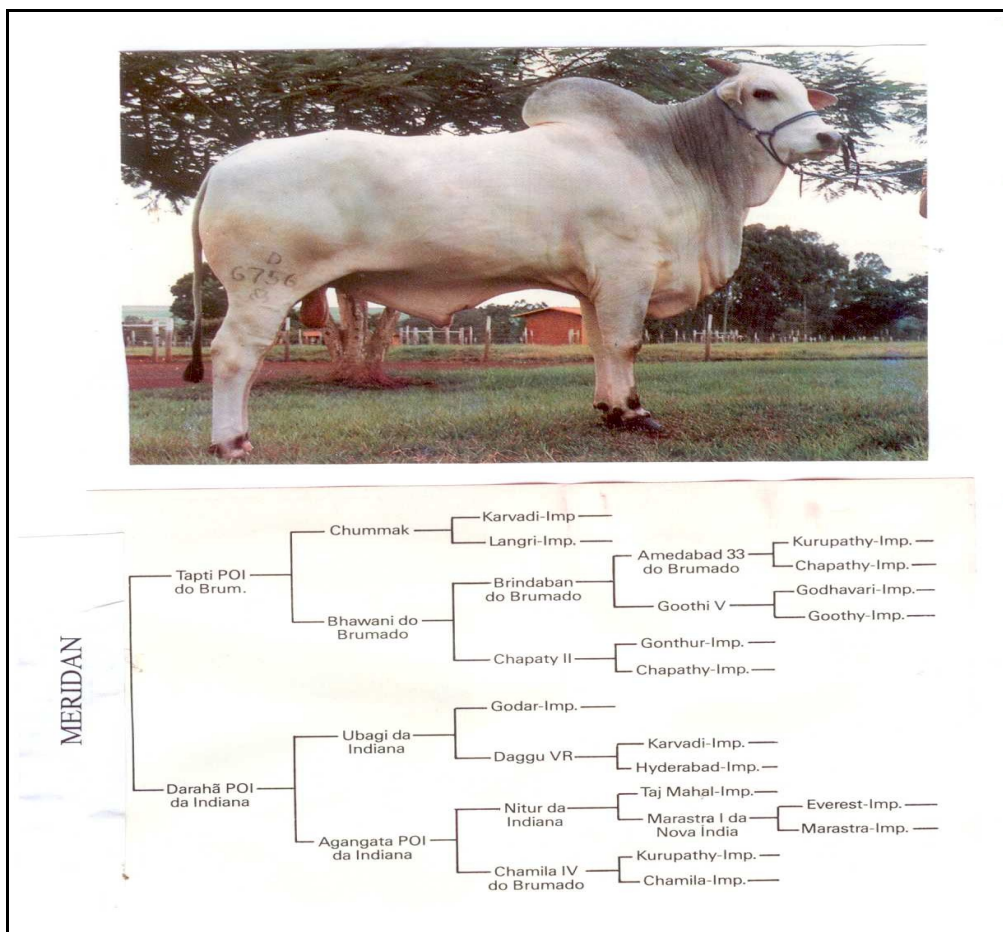 D
6756
8
MERIDAN
Tapti POI
do Brum.
Chummak
Karvadi-Imp
Langri-Imp.
Bhawani do
Brumado
Brindaban
do Brumado
Amedabad 33
do Brumado
Kurupathy-Imp.
Chapathy-Imp.
Goothi V
Godhavari-Imp.
Goothy-Imp.
Chapaty II
Gonthur-Imp.
Chapathy-Imp.
Darahã POI
da Indiana
Ubagi da
Indiana
Godar-Imp.
Daggu VR
Karvadi-Imp.
Hyderabad-Imp.
Agangata POI
da Indiana
Nitur da
Indiana
Taj Mahal-Imp.
Marastra I da
Nova Índia
Everest-Imp.
Marastra-Imp.
Chamila IV
do Brumado
Kurupathy-Imp.
Chamila-Imp.